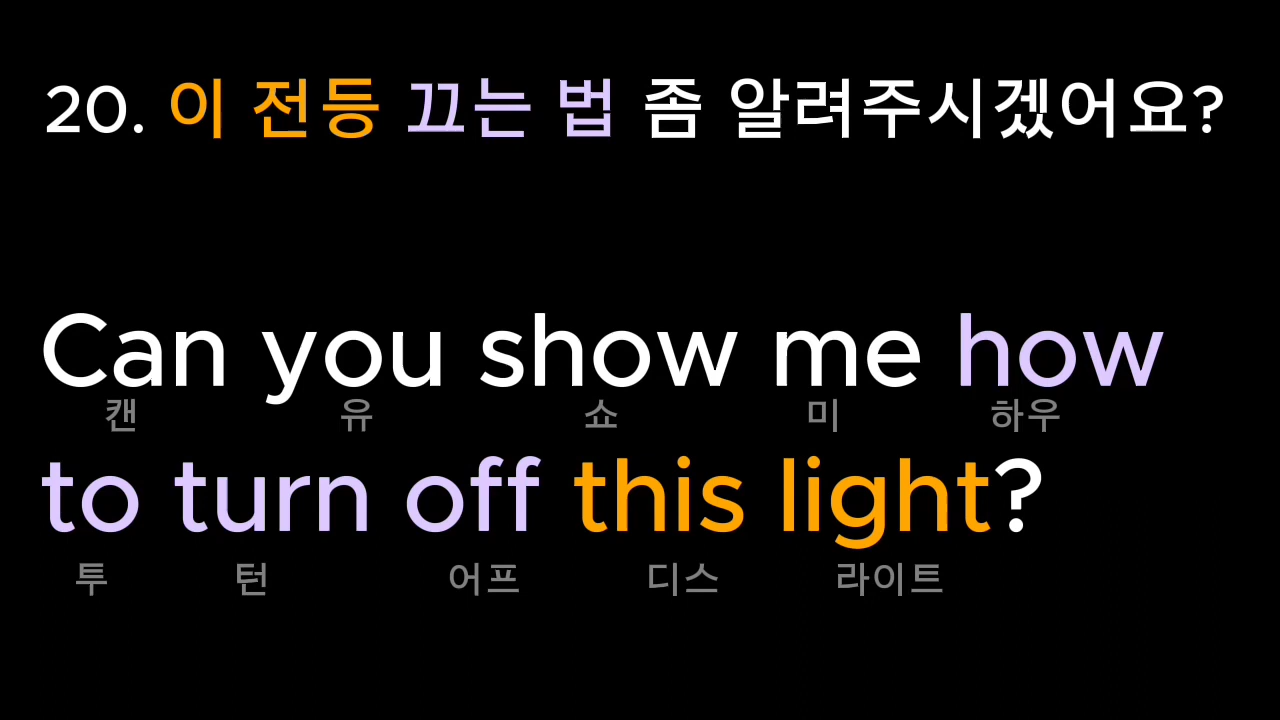 20. 이 전등 끄는 법 좀 알려주시겠어요?
Can you show me how
캔 유 쇼 미 하우
to turn off this light?
투 턴 어프 디스 라이트